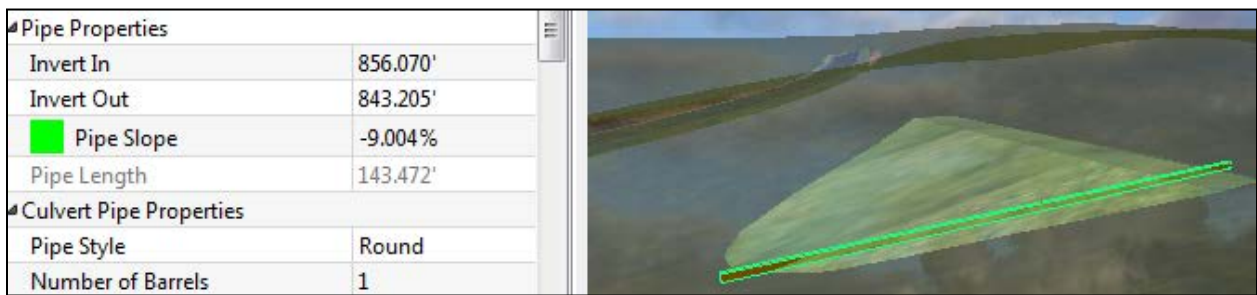 Pipe Properties
Invert In 856.070'
Invert Out 843.205'
Pipe Slope -9.004%
Pipe Length 143.472'
Culvert Pipe Properties
Pipe Style Round
Number of Barrels 1